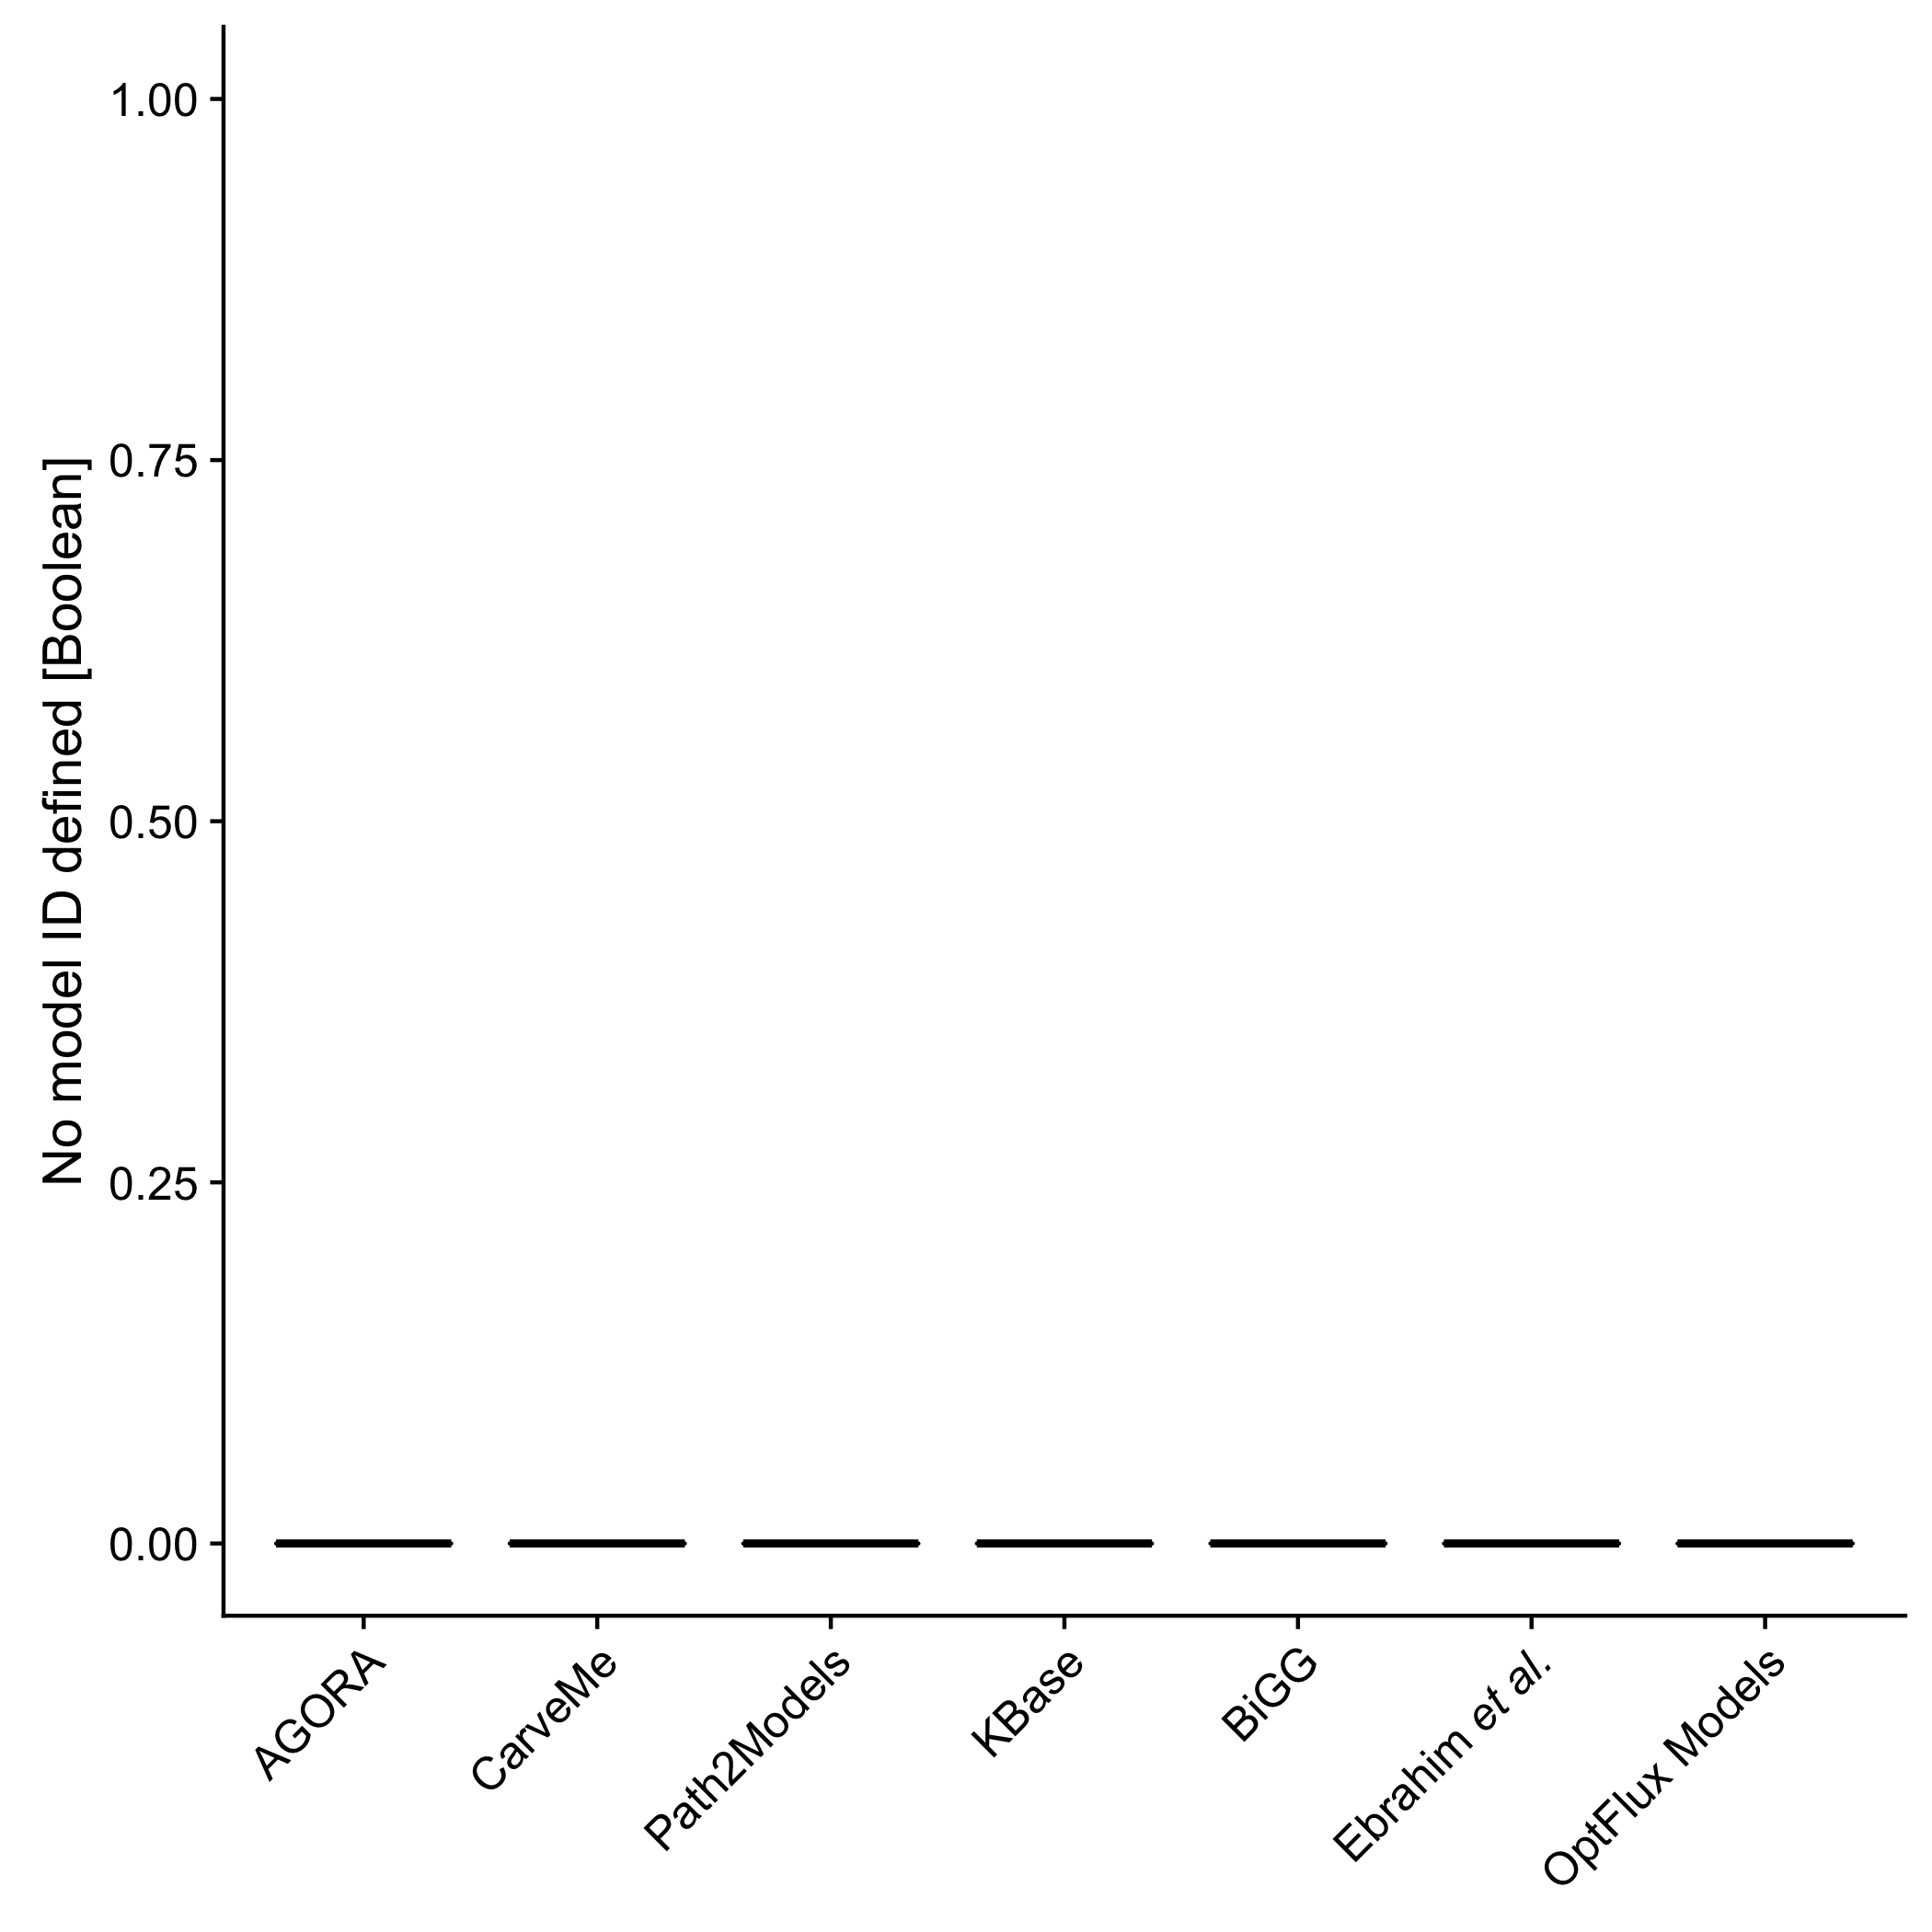 No model ID defined [Boolean]
1.00
0.75
0.50
0.25
0.00
AGORA
CarveMe
Path2Models
KBase
BiGG
Ebrahim et al.
OptFlux Models